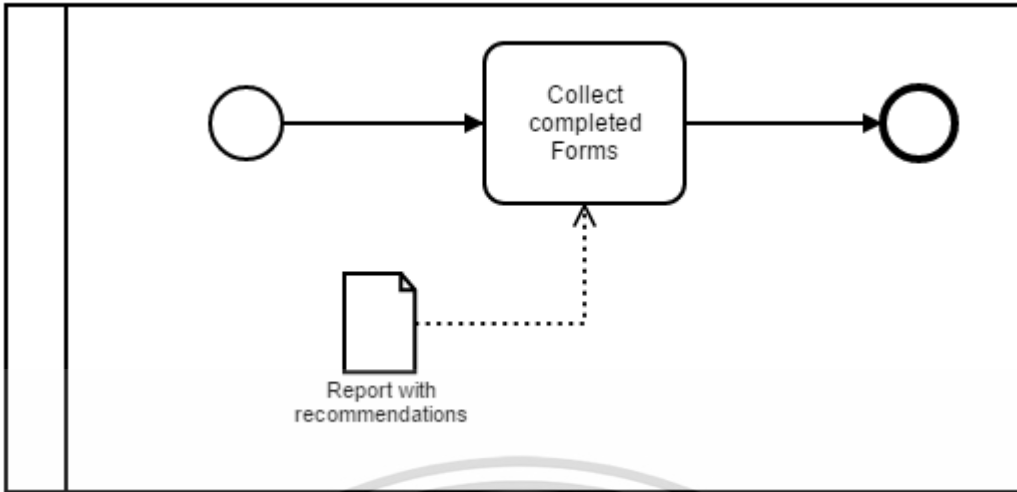 Collect
completed
Forms
Report with
recommendations